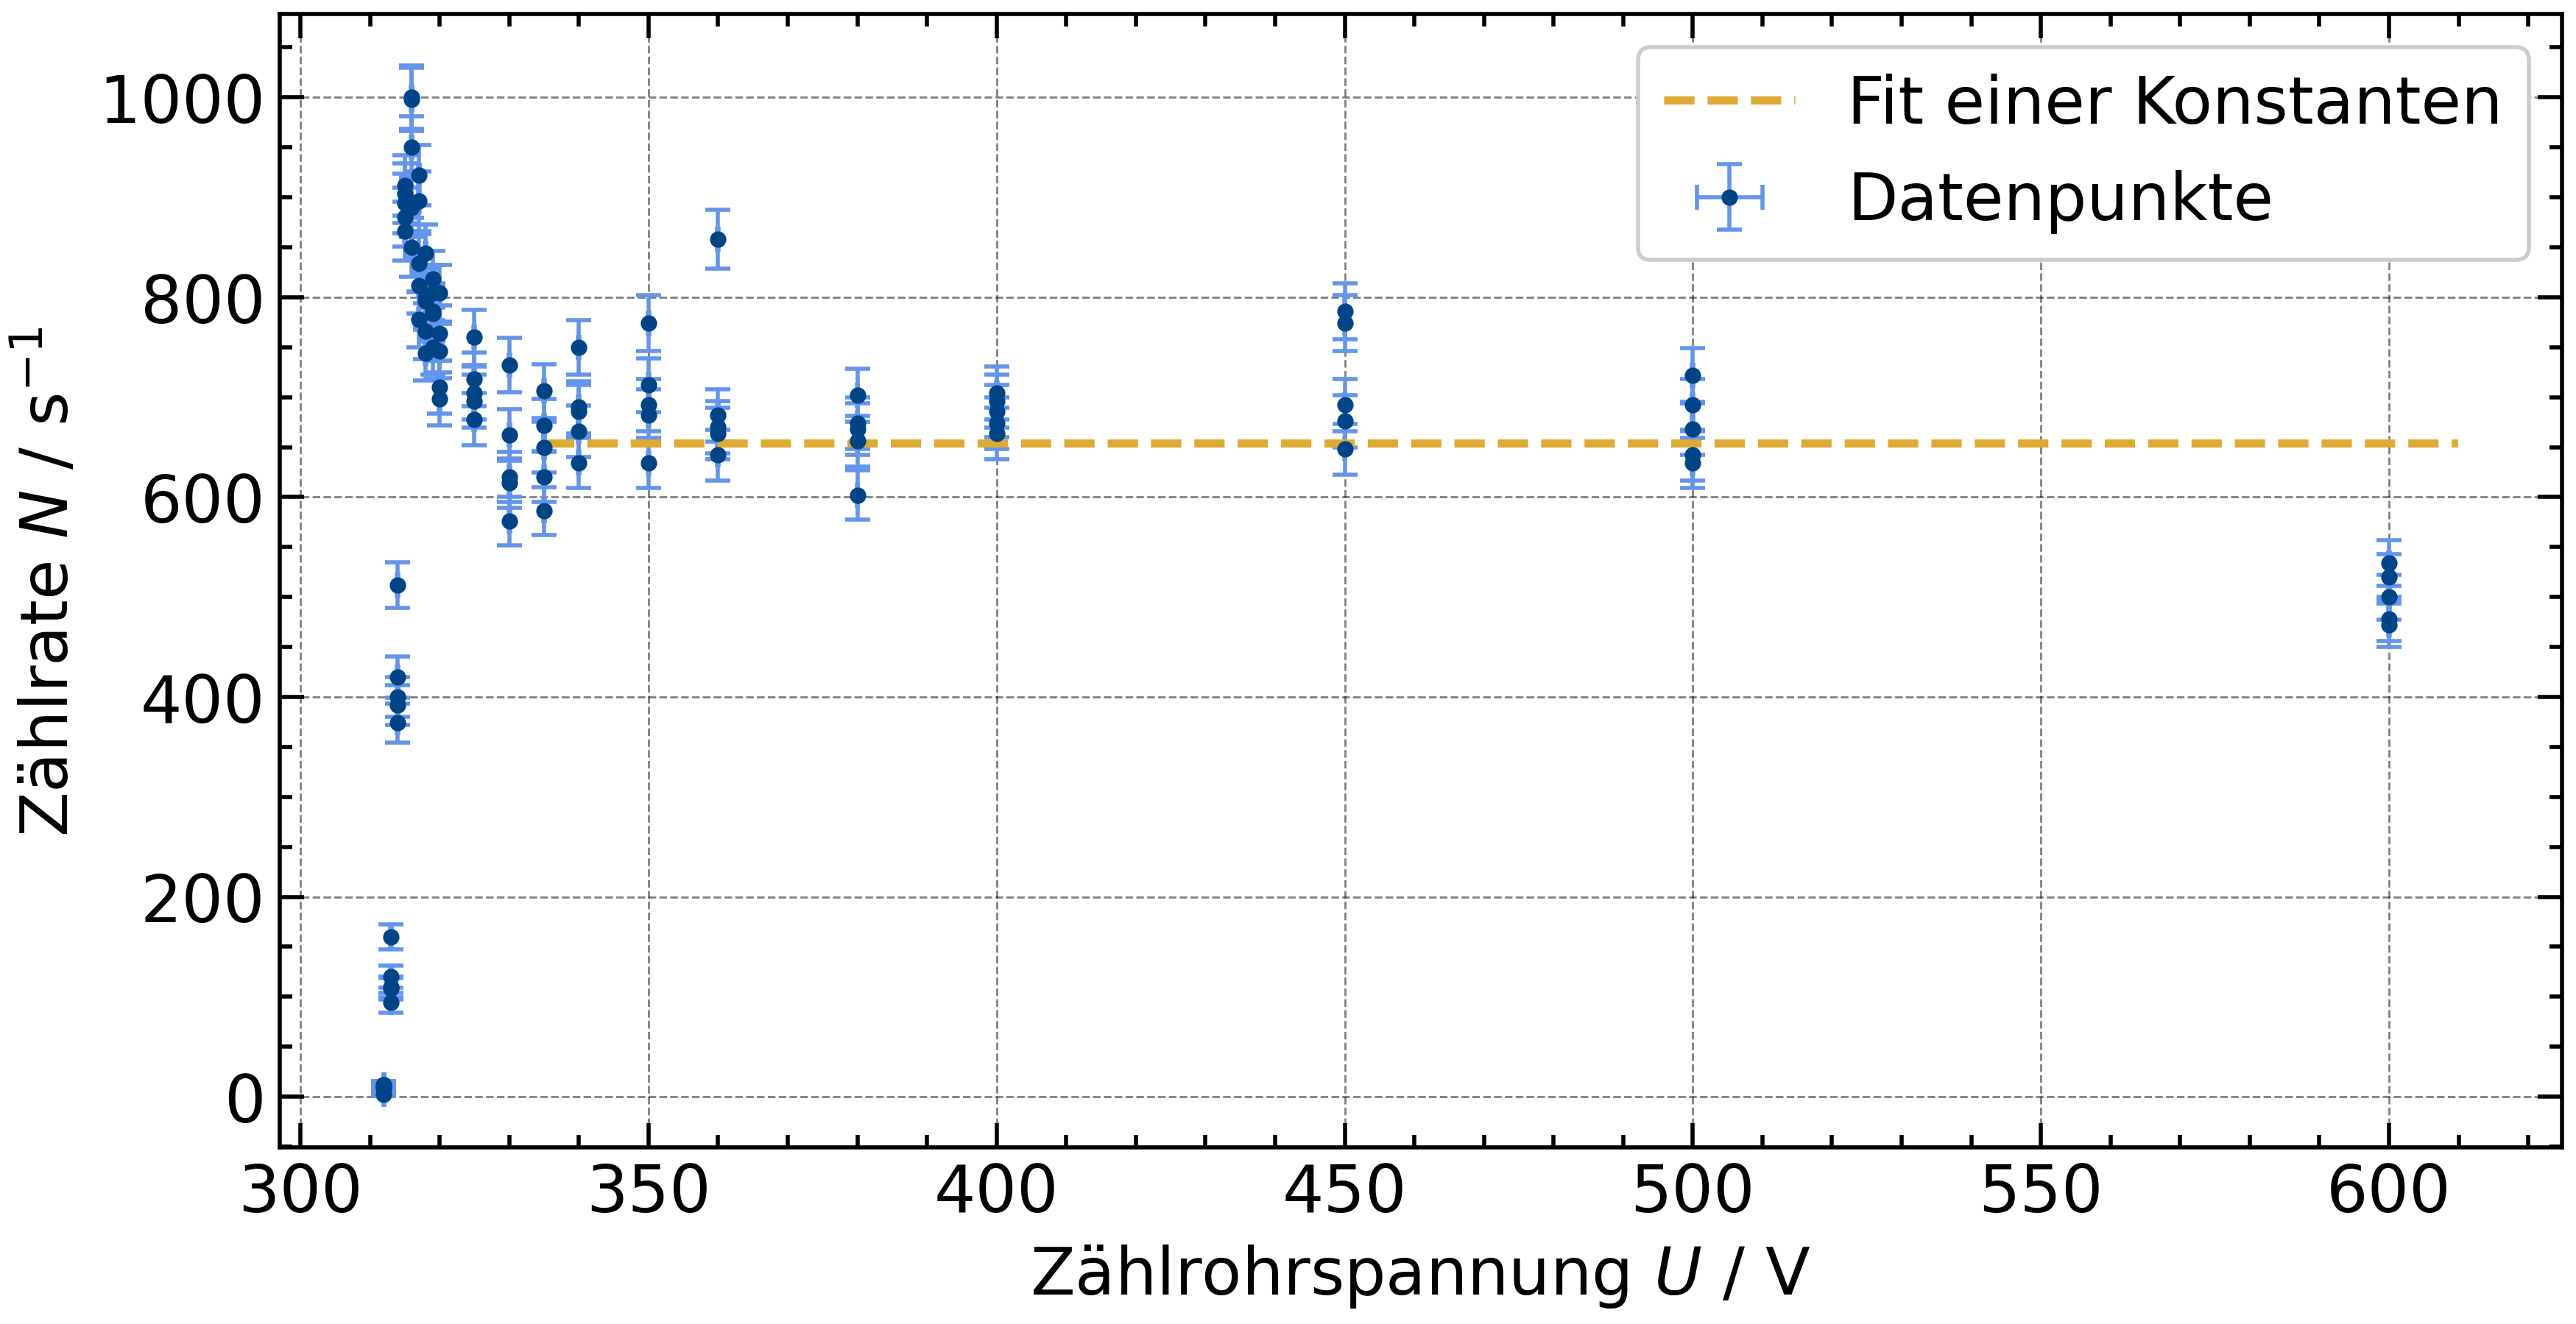 Zählrate N / s⁻¹
1000
800
600
400
200
0
Fit einer Konstanten
Datenpunkte
300 350 400 450 500 550 600
Zählrohrspannung U / V